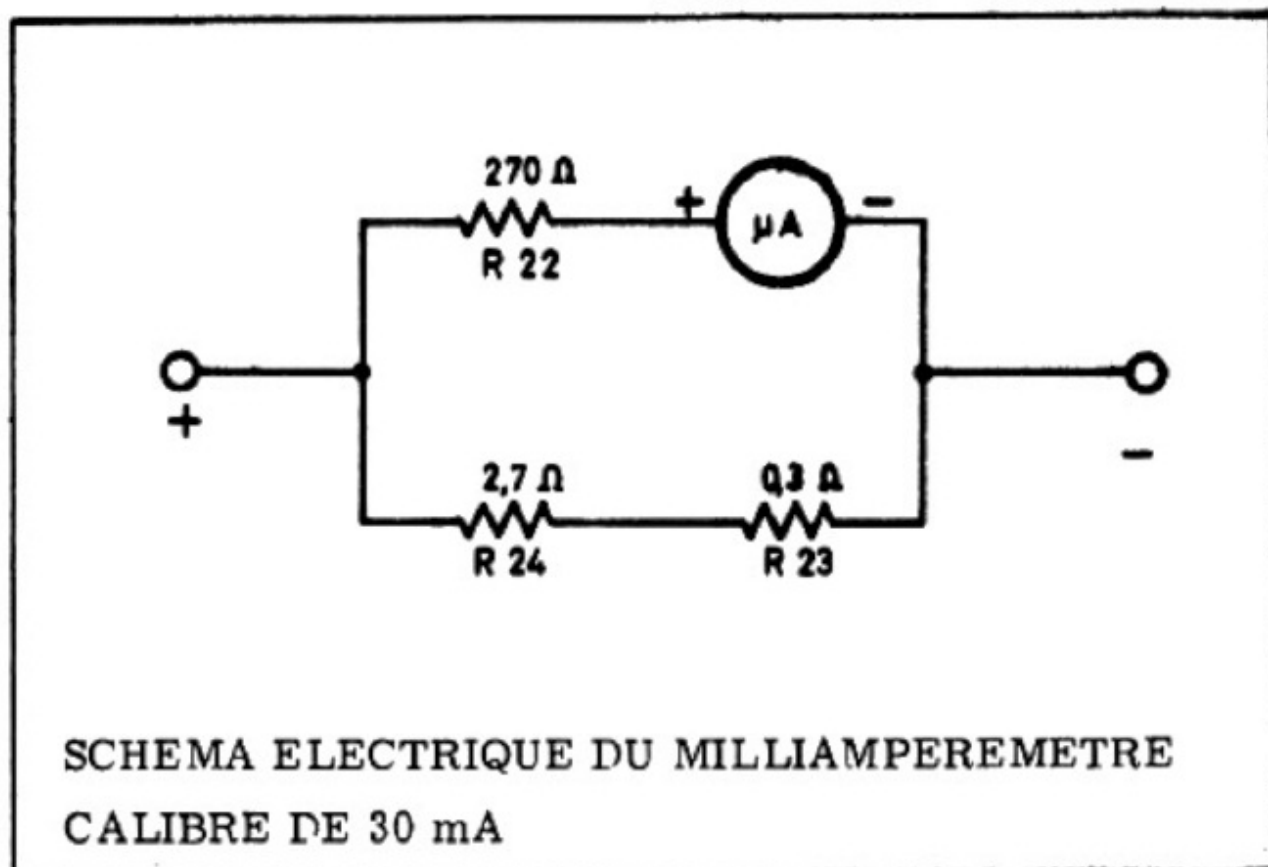 270 Ω
+ µA -
R 22
+
-
2,7 Ω 0,3 Ω
R 24 R 23
SCHEMA ELECTRIQUE DU MILLIAMPEREMETRE
CALIBRE DE 30 mA